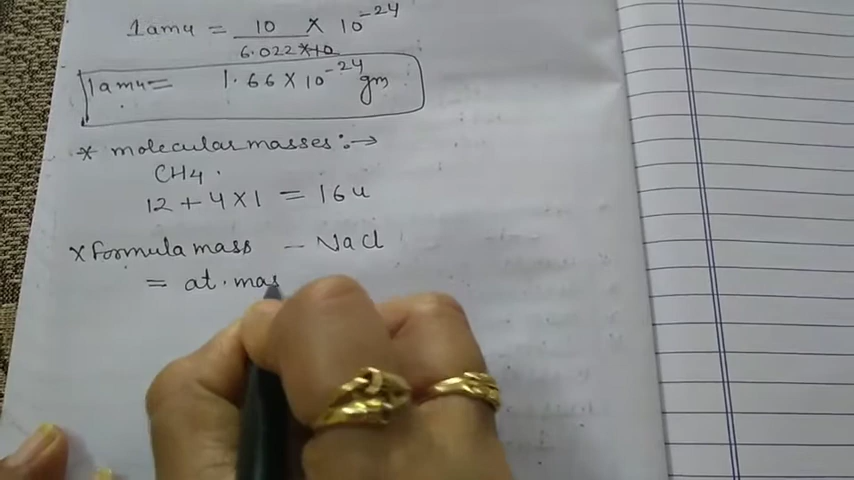 1amu = 10 / 6.022 × 10 × 10⁻²⁴
1amu = 1.66 × 10⁻²⁴ gm
* molecular masses :→
CH4.
12 + 4 × 1 = 16 u
* Formula mass - NaCl
= at. mas